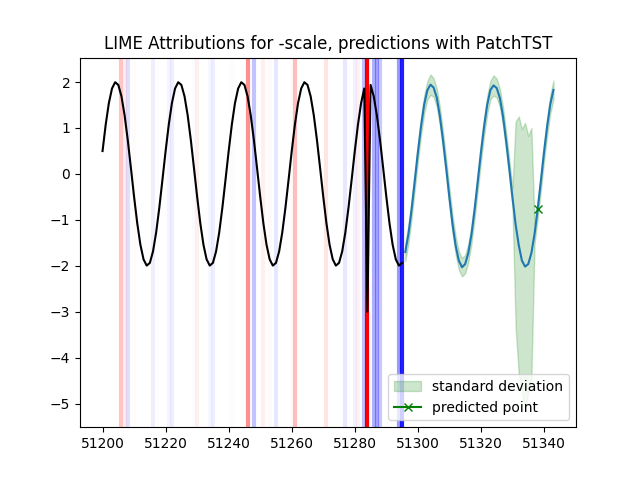 LIME Attributions for -scale, predictions with PatchTST
2
1
0
−1
−2
−3
−4
−5
standard deviation
predicted point
51200 51220 51240 51260 51280 51300 51320 51340